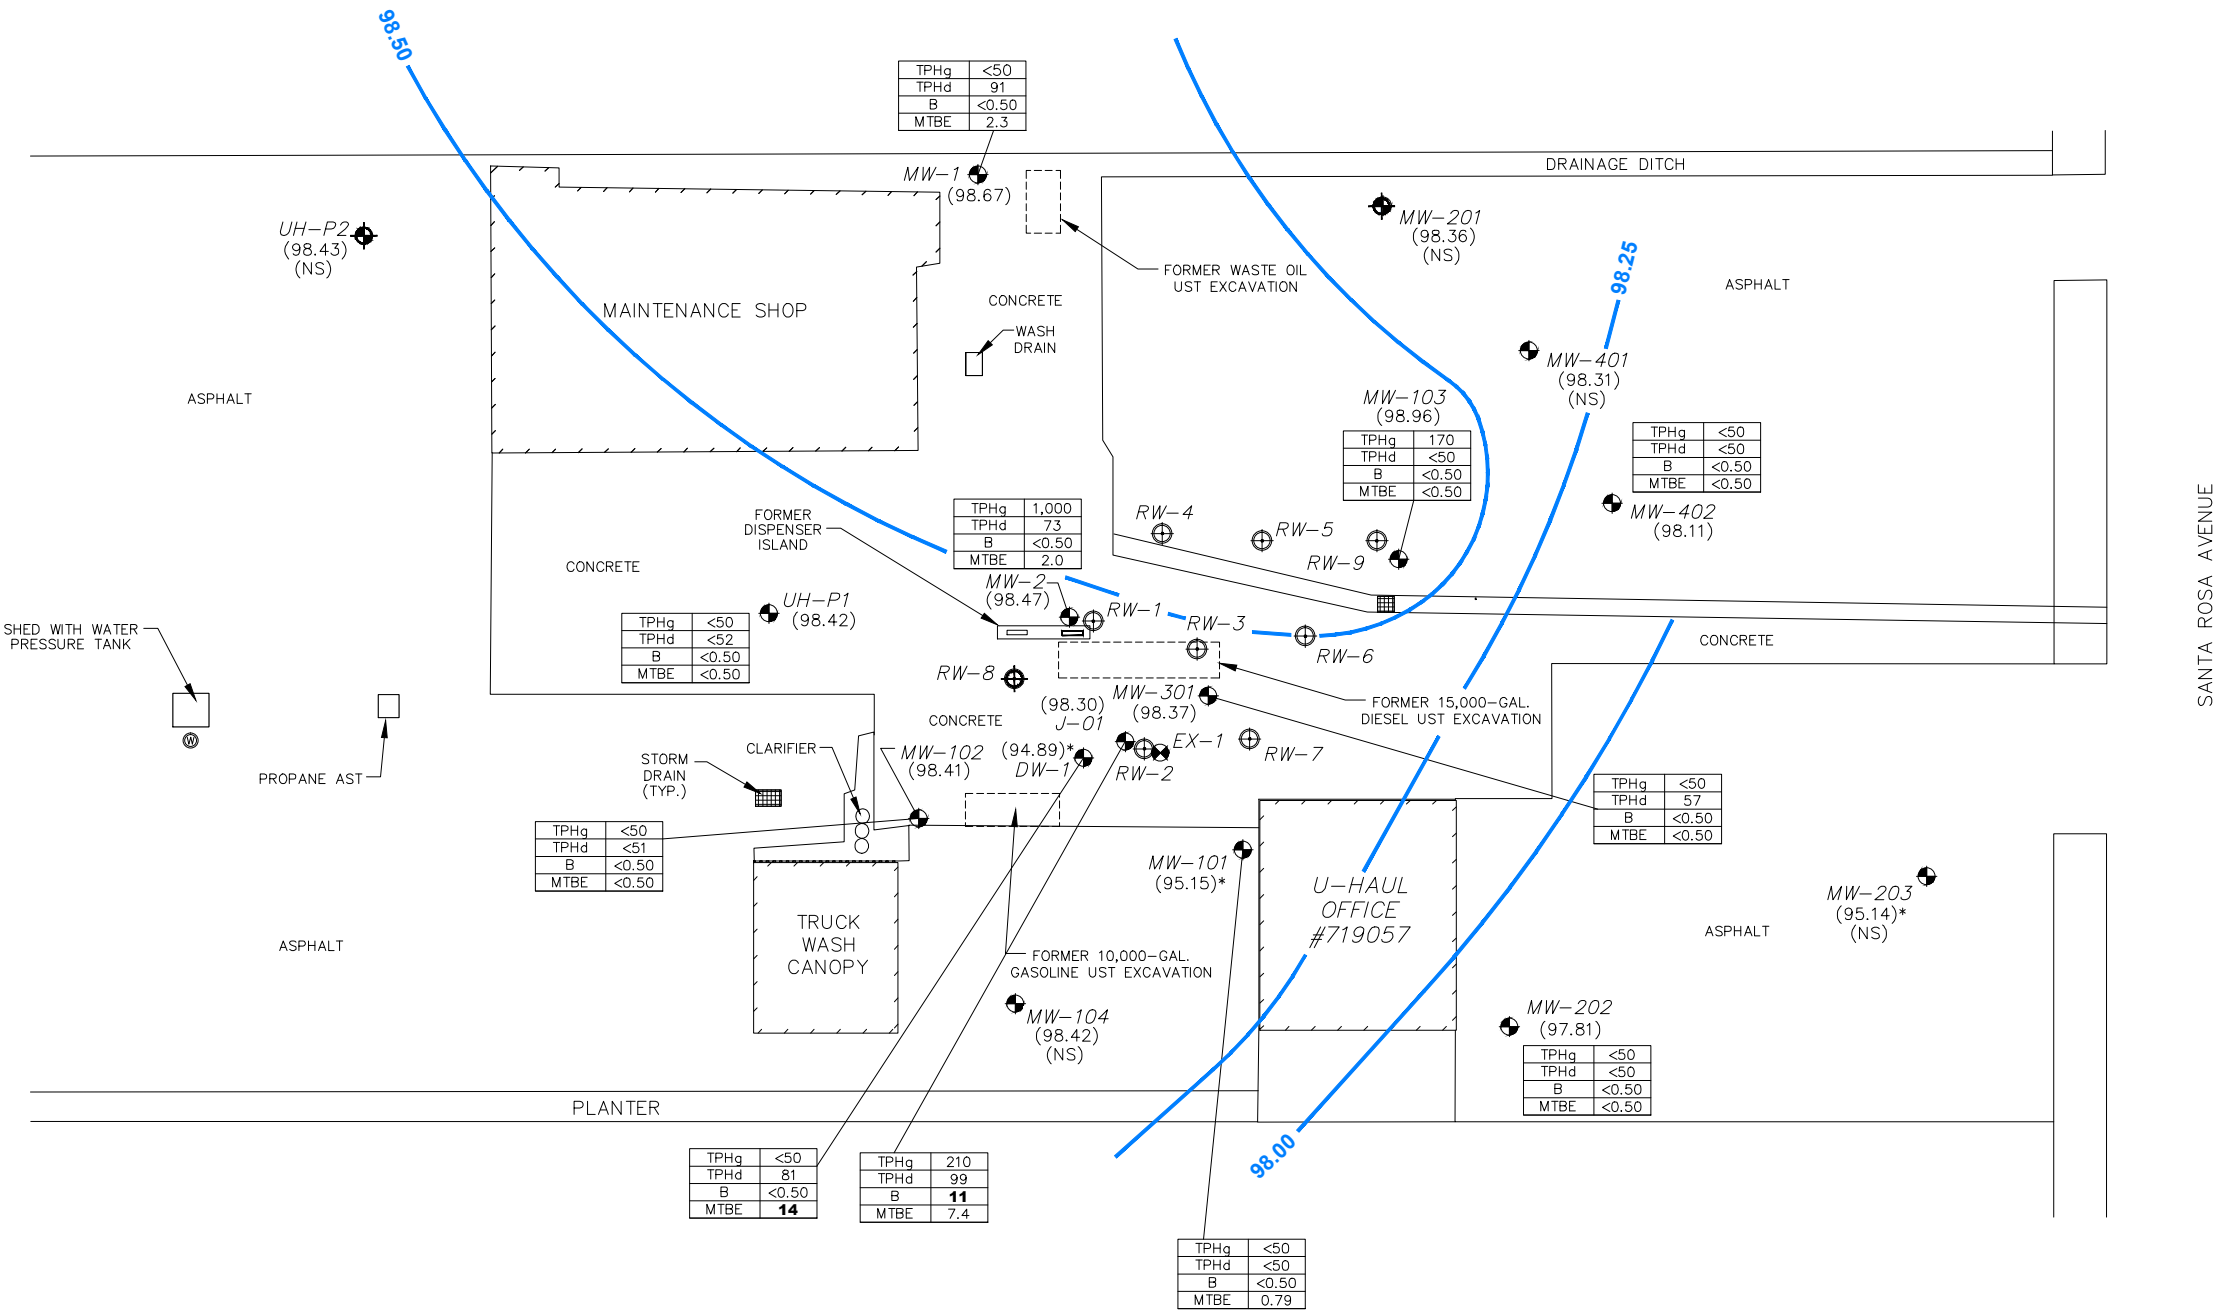 98.50
TPHg <50
TPHd 91
B <0.50
MTBE 2.3
DRAINAGE DITCH
MW-1
(98.67)
UH-P2
(98.43)
(NS)
MW-201
(98.36)
(NS)
98.25
FORMER WASTE OIL
UST EXCAVATION
ASPHALT
CONCRETE
MAINTENANCE SHOP
WASH
DRAIN
MW-401
(98.31)
(NS)
ASPHALT
MW-103
(98.96)
TPHg 170
TPHd <50
B <0.50
MTBE <0.50
TPHg <50
TPHd <50
B <0.50
MTBE <0.50
MW-402
(98.11)
SANTA ROSA AVENUE
FORMER
DISPENSER
ISLAND
TPHg 1,000
TPHd 73
B <0.50
MTBE 2.0
MW-2
(98.47)
RW-4
RW-5
RW-9
CONCRETE
UH-P1
(98.42)
TPHg <50
TPHd <52
B <0.50
MTBE <0.50
RW-1
RW-3
RW-6
CONCRETE
SHED WITH WATER
PRESSURE TANK
W
PROPANE AST
RW-8
MW-301
(98.37)
(98.30)
J-01
FORMER 15,000-GAL.
DIESEL UST EXCAVATION
CONCRETE
(94.89)*
DW-1
EX-1
RW-2
RW-7
CLARIFIER
MW-102
(98.41)
STORM
DRAIN
(TYP.)
TPHg <50
TPHd 57
B <0.50
MTBE <0.50
TPHg <50
TPHd <51
B <0.50
MTBE <0.50
MW-101
(95.15)*
U-HAUL
OFFICE
#719057
MW-203
(95.14)*
(NS)
TRUCK
WASH
CANOPY
ASPHALT
ASPHALT
FORMER 10,000-GAL.
GASOLINE UST EXCAVATION
MW-104
(98.42)
(NS)
MW-202
(97.81)
TPHg <50
TPHd <50
B <0.50
MTBE <0.50
PLANTER
98.00
TPHg <50
TPHd 81
B <0.50
MTBE 14
TPHg 210
TPHd 99
B 11
MTBE 7.4
TPHg <50
TPHd <50
B <0.50
MTBE 0.79